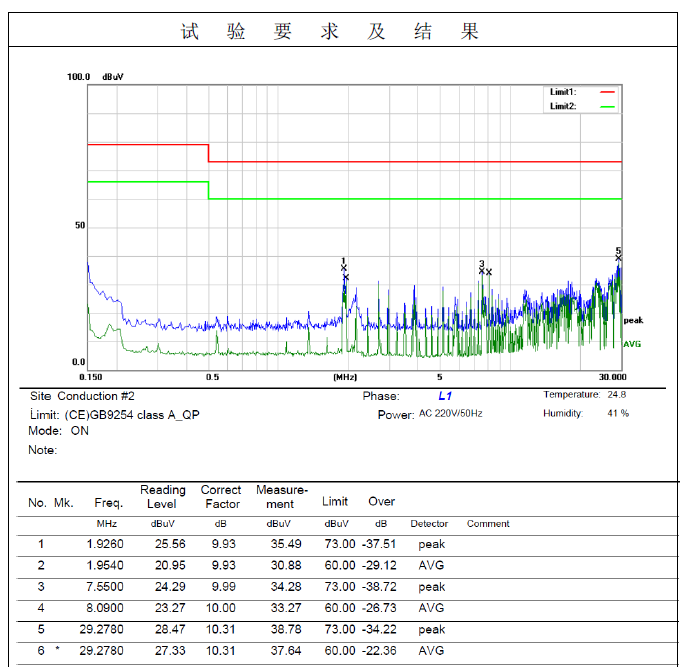 试 验 要 求 及 结 果
100.0 dBuV
Limit1:
Limit2:
50
1
3
5
peak
AVG
0.0
0.150 0.5 (MHz) 5 30.000
Site Conduction #2 Phase: L1 Temperature: 24.8
Limit: (CE)GB9254 class A_QP Power: AC 220V/50Hz Humidity: 41 %
Mode: ON
Note:
No. Mk. Freq. Reading Level Correct Factor Measure-ment Limit Over
MHz dBuV dB dBuV dBuV dB Detector Comment
1 1.9260 25.56 9.93 35.49 73.00 -37.51 peak
2 1.9540 20.95 9.93 30.88 60.00 -29.12 AVG
3 7.5500 24.29 9.99 34.28 73.00 -38.72 peak
4 8.0900 23.27 10.00 33.27 60.00 -26.73 AVG
5 29.2780 28.47 10.31 38.78 73.00 -34.22 peak
6 * 29.2780 27.33 10.31 37.64 60.00 -22.36 AVG